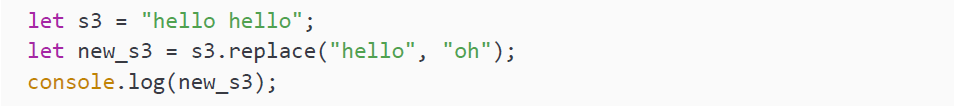 let s3 = "hello hello";
let new_s3 = s3.replace("hello", "oh");
console.log(new_s3);